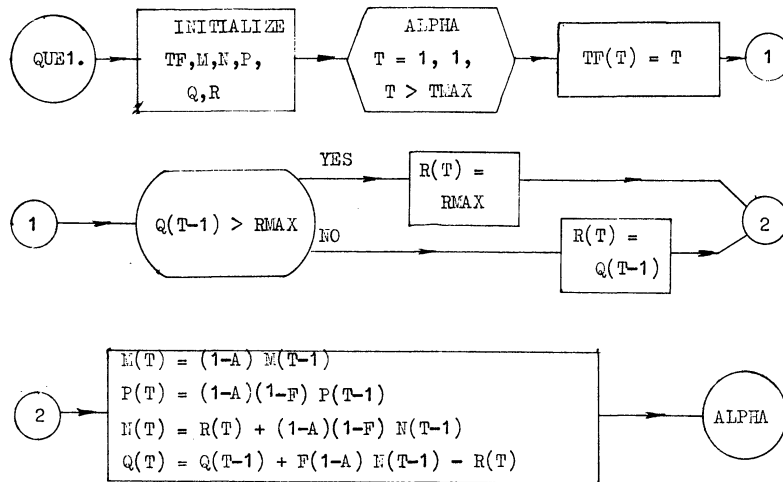 QUE1.
INITIALIZE
TF,M,N,P,
Q,R
ALPHA
T = 1, 1,
T > TMAX
TF(T) = T
1
1
Q(T-1) > RMAX
YES
R(T) =
RMAX
NO
R(T) =
Q(T-1)
2
2
M(T) = (1-A) M(T-1)
P(T) = (1-A)(1-F) P(T-1)
N(T) = R(T) + (1-A)(1-F) N(T-1)
Q(T) = Q(T-1) + F(1-A) N(T-1) - R(T)
ALPHA